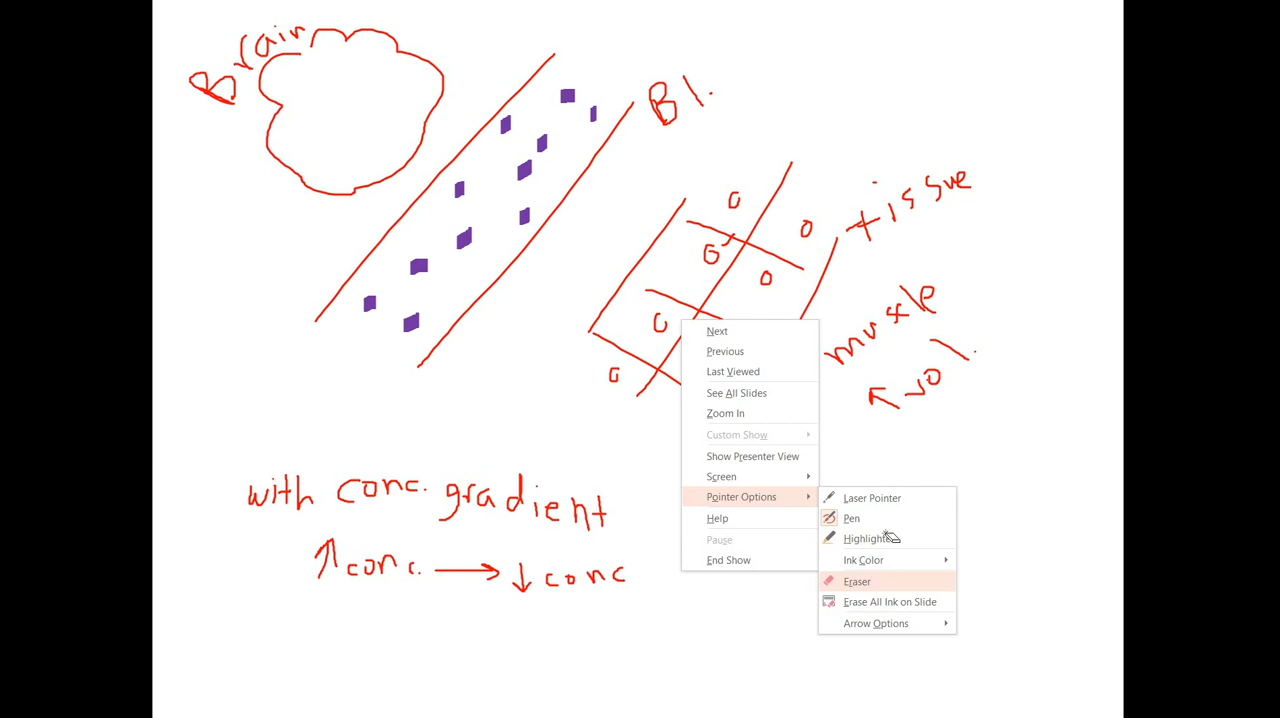 Brain
Bl.
tissue
muscle
Next
Previous
Last Viewed
See All Slides
Zoom In
Custom Show
Show Presenter View
Screen
Pointer Options
Help
Pause
End Show
Laser Pointer
Pen
Highlighte
Ink Color
Eraser
Erase All Ink on Slide
Arrow Options
with conc. gradient
↑conc. → ↓ conc